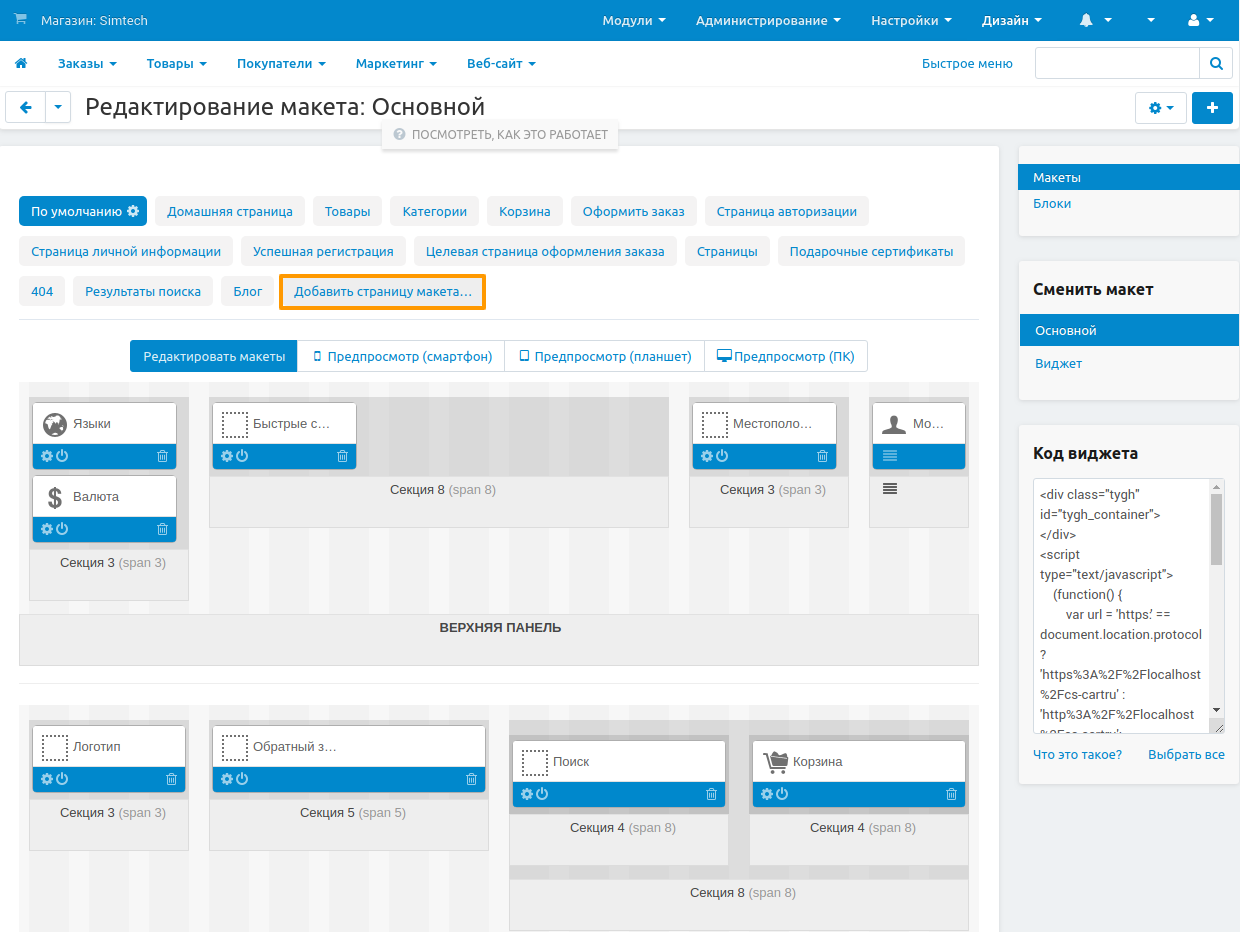 Магазин: Simtech
Модули Администрирование Настройки Дизайн
Заказы Товары Покупатели Маркетинг Веб-сайт Быстрое меню
Редактирование макета: Основной
ПОСМОТРЕТЬ, КАК ЭТО РАБОТАЕТ
По умолчанию Домашняя страница Товары Категории Корзина Оформить заказ Страница авторизации
Страница личной информации Успешная регистрация Целевая страница оформления заказа Страницы Подарочные сертификаты
404 Результаты поиска Блог Добавить страницу макета...
Редактировать макеты Предпросмотр (смартфон) Предпросмотр (планшет) Предпросмотр (ПК)
Языки Быстрые с... Местополо... Мо...
Секция 8 (span 8) Секция 3 (span 3)
Валюта
Секция 3 (span 3)
ВЕРХНЯЯ ПАНЕЛЬ
Логотип Обратный з...
Поиск Корзина
Секция 3 (span 3) Секция 5 (span 5)
Секция 4 (span 8) Секция 4 (span 8)
Секция 8 (span 8)
Макеты
Блоки
Сменить макет
Основной
Виджет
Код виджета
<div class="tygh"
id="tygh_container">
</div>
<script
type="text/javascript">
(function() {
var url = 'https:' ==
document.location.protocol
?
'https%3A%2F%2Flocalhost
%2Fcs-cartru' :
'http%3A%2F%2Flocalhost
%2Fcs-cartru';
Что это такое? Выбрать все